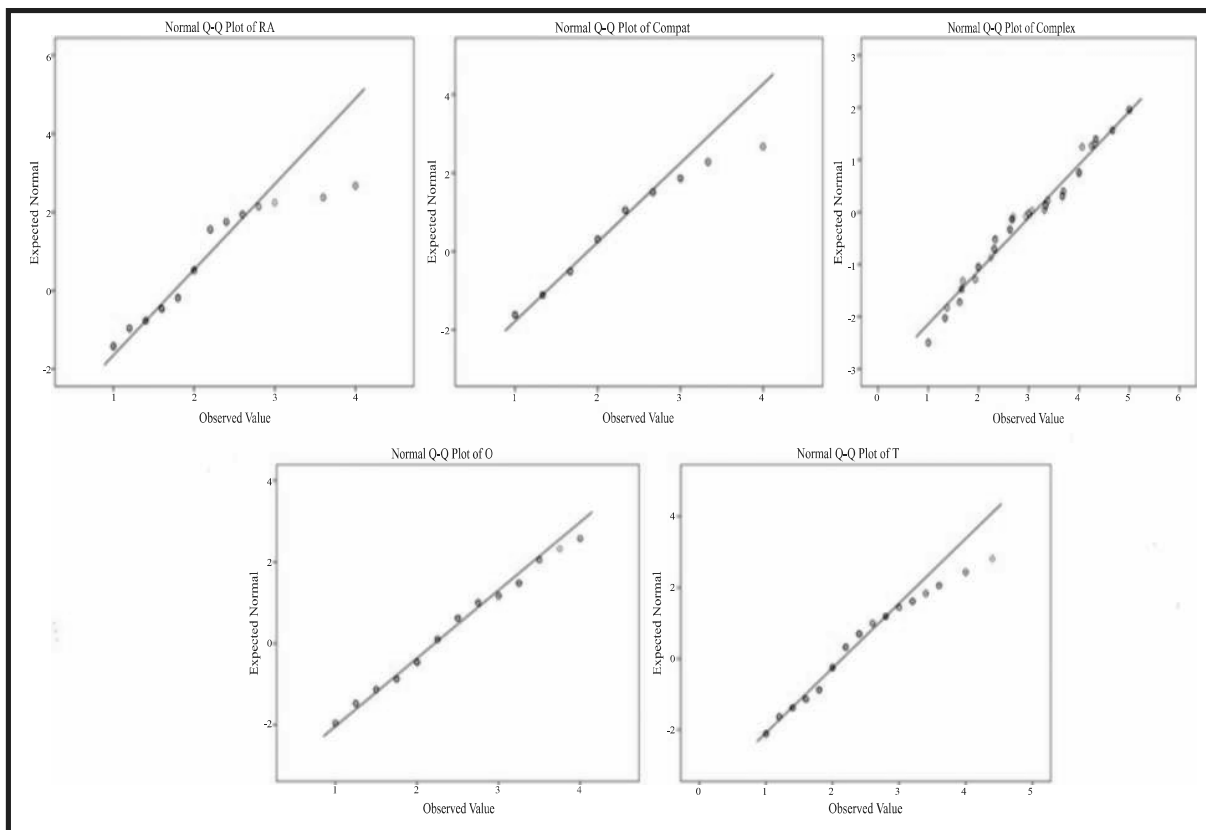 Normal Q-Q Plot of RA
6
4
2
0
-2
Expected Normal
1 2 3 4
Observed Value
Normal Q-Q Plot of Compat
4
2
0
-2
Expected Normal
1 2 3 4
Observed Value
Normal Q-Q Plot of Complex
3
2
1
-0
-1
-2
-3
Expected Normal
0 1 2 3 4 5 6
Observed Value
Normal Q-Q Plot of O
4
2
0
-2
Expected Normal
1 2 3 4
Observed Value
Normal Q-Q Plot of T
4
2
0
-2
Expected Normal
0 1 2 3 4 5
Observed Value